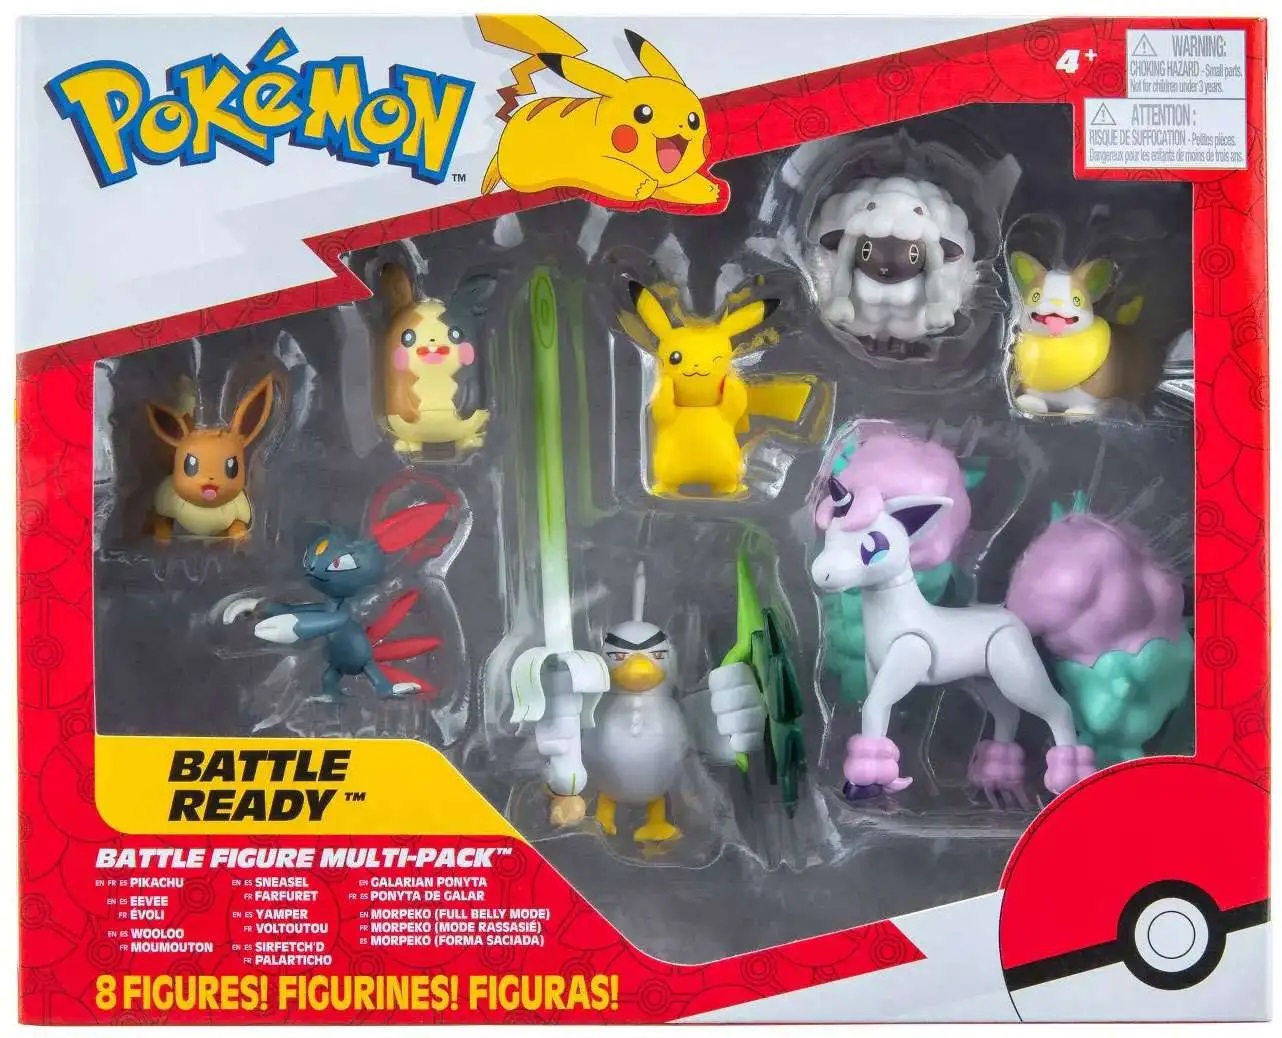 POKéMON™
4+
WARNING:
CHOKING HAZARD - Small parts.
Not for children under 3 years.
ATTENTION :
RISQUE DE SUFFOCATION - Petites pièces.
Dangereux pour les enfants de moins de trois ans.
BATTLE
READY™
BATTLE FIGURE MULTI-PACK™
EN FR ES PIKACHU
EN ES EEVEE
FR ÉVOLI
EN ES WOOLOO
FR MOUMOUTON
EN ES SNEASEL
FR FARFURET
EN ES YAMPER
FR VOLTOUTOU
EN ES SIRFETCH'D
FR PALARTICHO
EN GALARIAN PONYTA
FR ES PONYTA DE GALAR
EN MORPEKO (FULL BELLY MODE)
FR MORPEKO (MODE RASSASIÉ)
ES MORPEKO (FORMA SACIADA)
8 FIGURES! FIGURINES! FIGURAS!